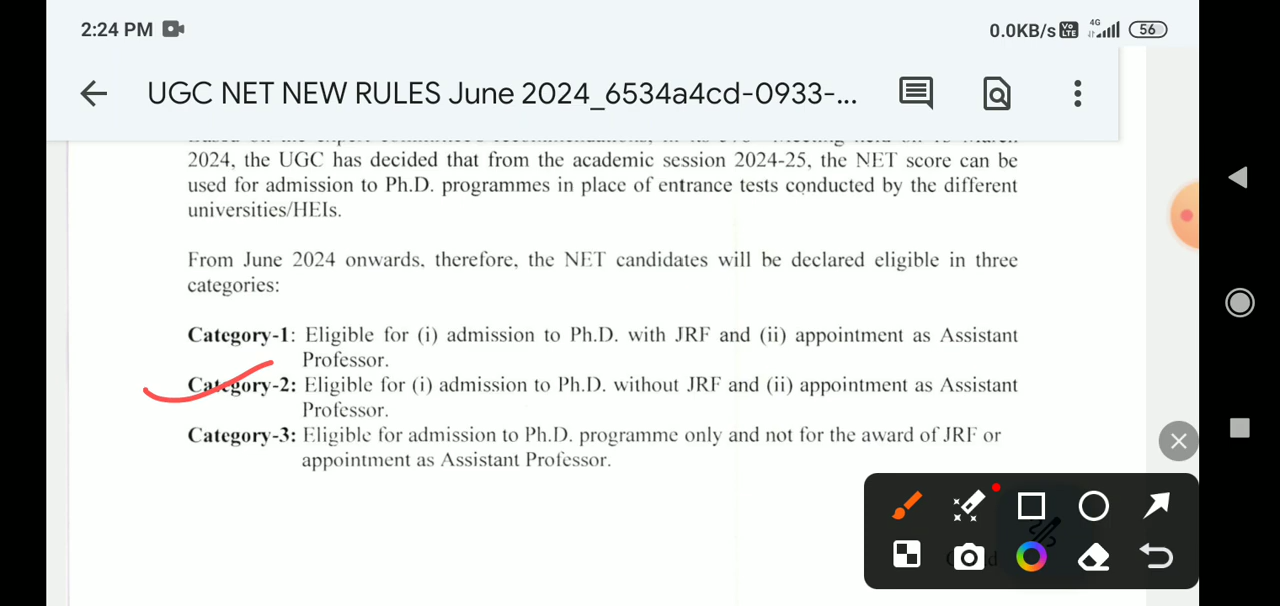 2:24 PM
0.0KB/s Vo LTE 4G 56
UGC NET NEW RULES June 2024_6534a4cd-0933-...
2024, the UGC has decided that from the academic session 2024-25, the NET score can be
used for admission to Ph.D. programmes in place of entrance tests conducted by the different
universities/HEIs.
From June 2024 onwards, therefore, the NET candidates will be declared eligible in three
categories:
Category-1: Eligible for (i) admission to Ph.D. with JRF and (ii) appointment as Assistant
Professor.
Category-2: Eligible for (i) admission to Ph.D. without JRF and (ii) appointment as Assistant
Professor.
Category-3: Eligible for admission to Ph.D. programme only and not for the award of JRF or
appointment as Assistant Professor.